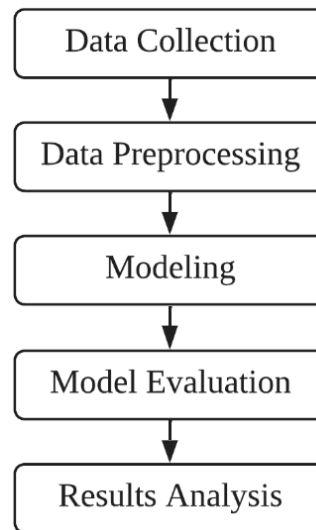 Data Collection
Data Preprocessing
Modeling
Model Evaluation
Results Analysis